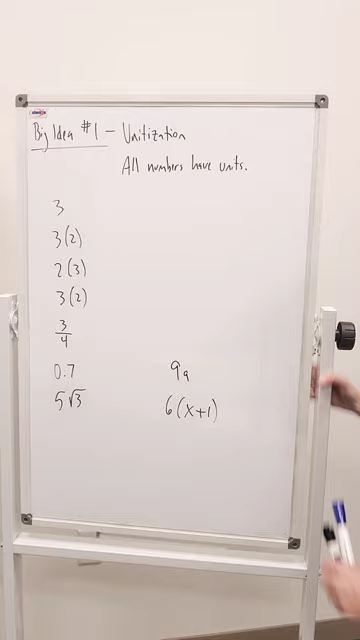 Big Idea #1 - Unitization
All numbers have units.
3
3(2)
2(3)
3(2)
3/4
0.7
9a
5√3
6(x+1)